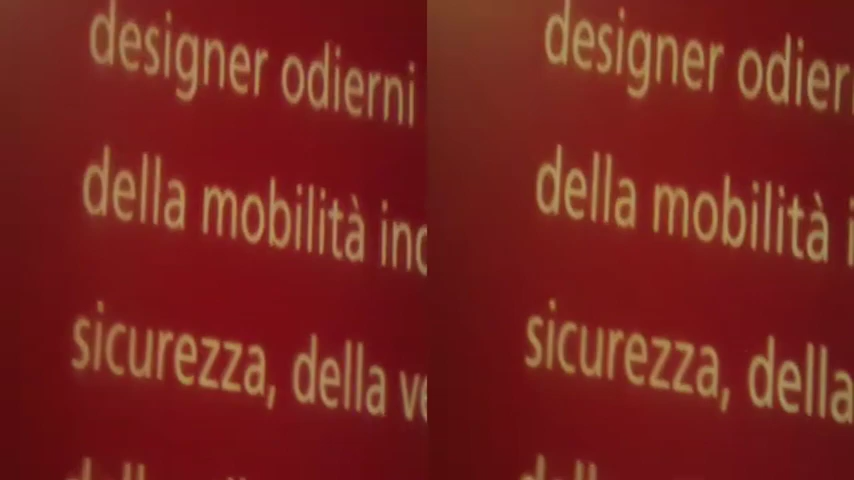 designer odierni
della mobilità
sicurezza, della
designer
della mobilità
sicurezza, della